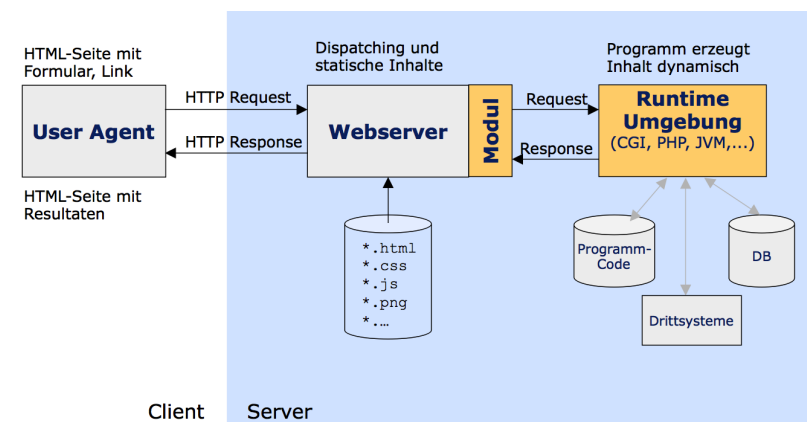 HTML-Seite mit
Formular, Link
Dispatching und
statische Inhalte
Programm erzeugt
Inhalt dynamisch
HTTP Request
Request
User Agent
Webserver
Modul
Runtime
Umgebung
(CGI, PHP, JVM,...)
HTTP Response
Response
HTML-Seite mit
Resultaten
*.html
*.css
*.js
*.png
*.…
Programm-
Code
DB
Drittsysteme
Client
Server